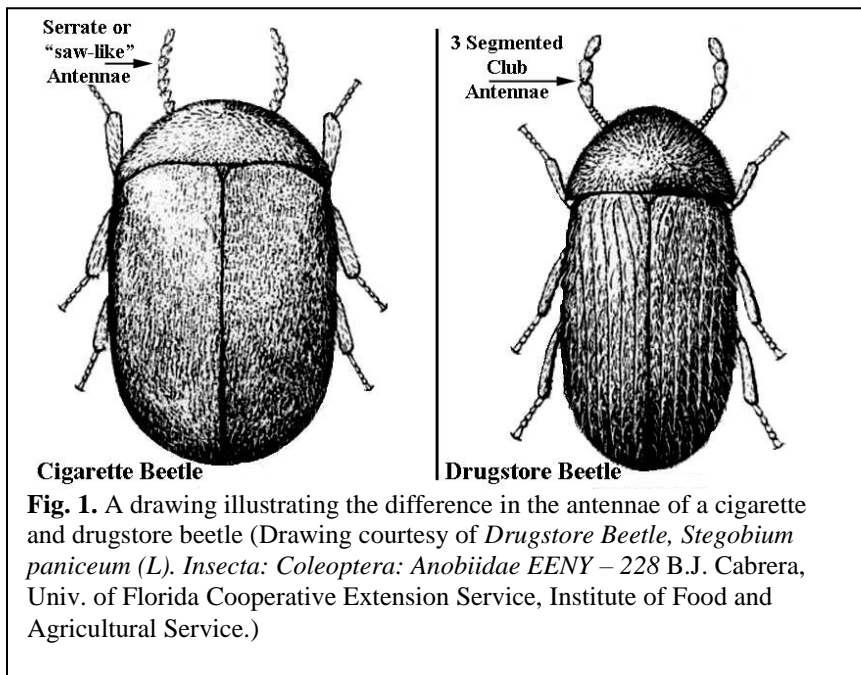 Serrate or
“saw-like”
Antennae
3 Segmented
Club
Antennae
Cigarette Beetle
Drugstore Beetle
Fig. 1. A drawing illustrating the difference in the antennae of a cigarette
and drugstore beetle (Drawing courtesy of Drugstore Beetle, Stegobium
paniceum (L). Insecta: Coleoptera: Anobiidae EENY – 228 B.J. Cabrera,
Univ. of Florida Cooperative Extension Service, Institute of Food and
Agricultural Service.)